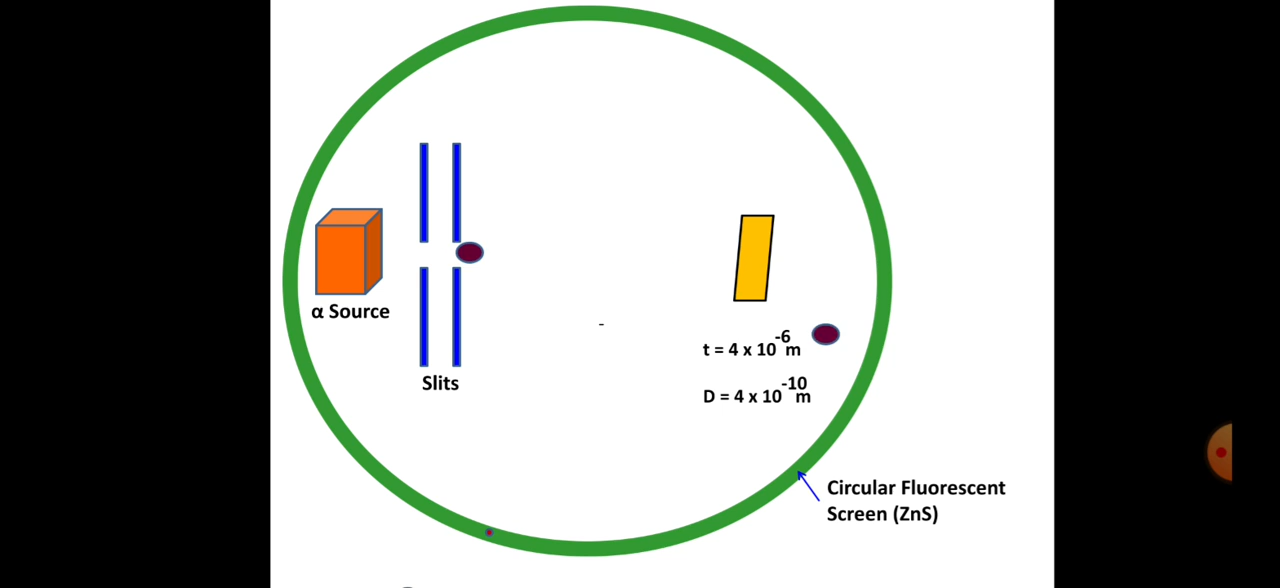 α Source
Slits
t = 4 x 10⁻⁶ m
D = 4 x 10⁻¹⁰ m
Circular Fluorescent
Screen (ZnS)